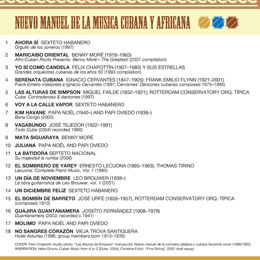 NUEVO MANUEL DE LA MUSICA CUBANA Y AFRICANA
1 AHORA SÍ SEXTETO HABANERO
Orgullo de los soneros (1997)
2 MARICAIBO ORIENTAL BENNY MORÉ (1919–1963)
Afro-Cuban Roots Presents: Benny Moré – The Greatest! (2007 compilation)
3 YO SÍ COMO CANDELA FÉLIX CHAPOTTÍN (1907–1983) Y SUS ESTRELLAS
Grandes orquestas cubanas de los años 50 (1993 compilation)
4 SERENATA CUBANA IGNACIO CERVANTES (1847–1905); FRANK EMILIO FLYNN (1921–2001)
Frank Emilio interpreta a Ignacio Cervantes (1997); Cervantes: Danzones cubanas composed 1875–1895
5 LAS ALTURAS DE SIMPSON MIGUEL FAÍLDE (1852–1921); ROTTERDAM CONSERVATORY ORQ. TÍPICA
Cuba: Contradanzas & danzones (1997)
6 VOY A LA CALLE VAPOR SEXTETO HABANERO
7 KIM HAVANÉ PAPA NOËL (1940–) AND PAPI OVIEDO (1938–)
Bana Congo (2002)
8 VAGABUNDO JOSÉ TEJEDOR (1922–1991)
Todo Cuba (2004 recorded 1960)
9 MATA SIGUARAYA BENNY MORÉ
10 JULIANA PAPA NOËL AND PAPI OVIEDO
11 LA BATIDORA SEPTETO NACIONAL
Su majestad la rumba (2006)
12 EL SOMBRERO DE YAREY ERNESTO LECUONA (1895–1963); THOMAS TIRINO
Lecuona: Complete Piano Music, Vol. 1 (1995)
13 UN DÍA DE NOVIEMBRE LEO BROUWER (1939–)
La obra guitarrística de Leo Brouwer, vol. 1 (2001)
14 UN DICIEMBRE FELIZ SEXTETO HABANERO
15 EL BOMBÍN DE BARRETO JOSÉ URFÉ (1859–1957), ROTTERDAM CONSERVATORY ORQ. TÍPICA
(composed 1910)
16 GUAJIRA GUANTANAMERA JOSEÍTO FERNÁNDEZ (1908–1979)
Guantanamera (2003; recorded c.1941)
17 MOLIMO PAPA NOËL AND PAPI OVIEDO
18 NO SANGRES CORAZÓN VIEJA TROVA SANTIAGUERA
Hotel Asturias (1996; group members born 1913–1935)